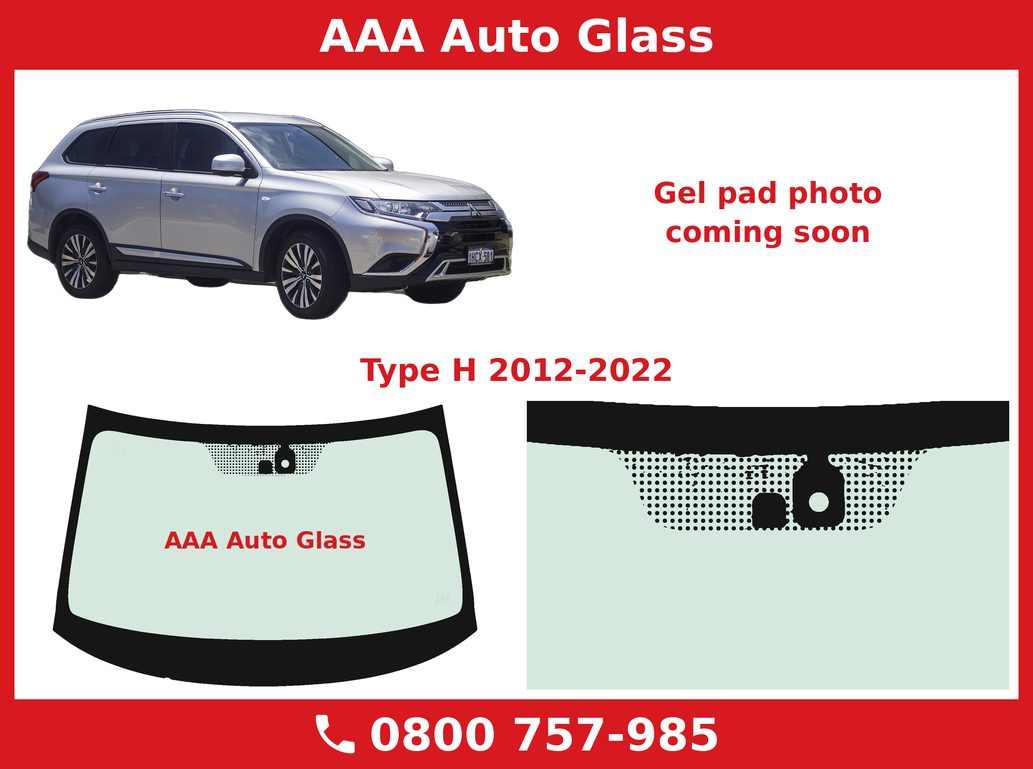 AAA Auto Glass
Gel pad photo
coming soon
Type H 2012-2022
AAA Auto Glass
0800 757-985